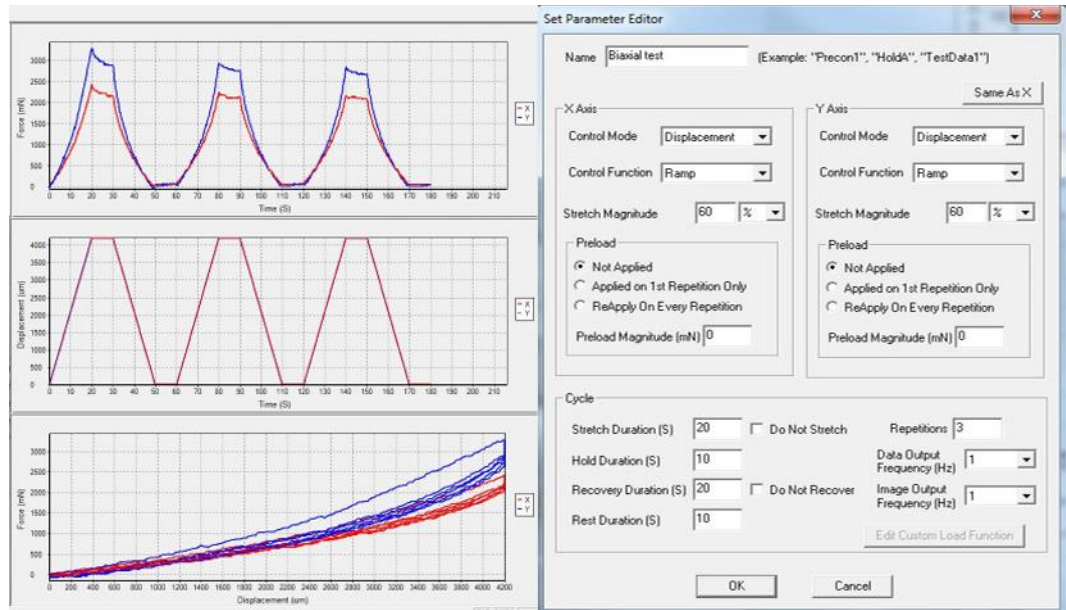 3000
2500
2000
1500
1000
500
0
Force (mN)
0 10 20 30 40 50 60 70 80 90 100 110 120 130 140 150 160 170 180 190 200 210
Time (S)
X
Y
4000
3500
3000
2500
2000
1500
1000
500
0
Displacement (um)
0 10 20 30 40 50 60 70 80 90 100 110 120 130 140 150 160 170 180 190 200 210
Time (S)
X
Y
3000
2500
2000
1500
1000
500
0
Force (mN)
0 200 400 600 800 1000 1200 1400 1600 1800 2000 2200 2400 2600 2800 3000 3200 3400 3600 3800 4000 4200
Displacement (um)
X
Y
Set Parameter Editor
Name Biaxial test (Example: "Precon1", "HoldA", "TestData1")
Same As X
X Axis
Control Mode Displacement
Control Function Ramp
Stretch Magnitude 60 %
Preload
Not Applied
Applied on 1st Repetition Only
ReApply On Every Repetition
Preload Magnitude (mN) 0
Y Axis
Control Mode Displacement
Control Function Ramp
Stretch Magnitude 60 %
Preload
Not Applied
Applied on 1st Repetition Only
ReApply On Every Repetition
Preload Magnitude (mN) 0
Cycle
Stretch Duration (S) 20 Do Not Stretch
Hold Duration (S) 10
Recovery Duration (S) 20 Do Not Recover
Rest Duration (S) 10
Repetitions 3
Data Output
Frequency (Hz) 1
Image Output
Frequency (Hz) 1
Edit Custom Load Function
OK Cancel